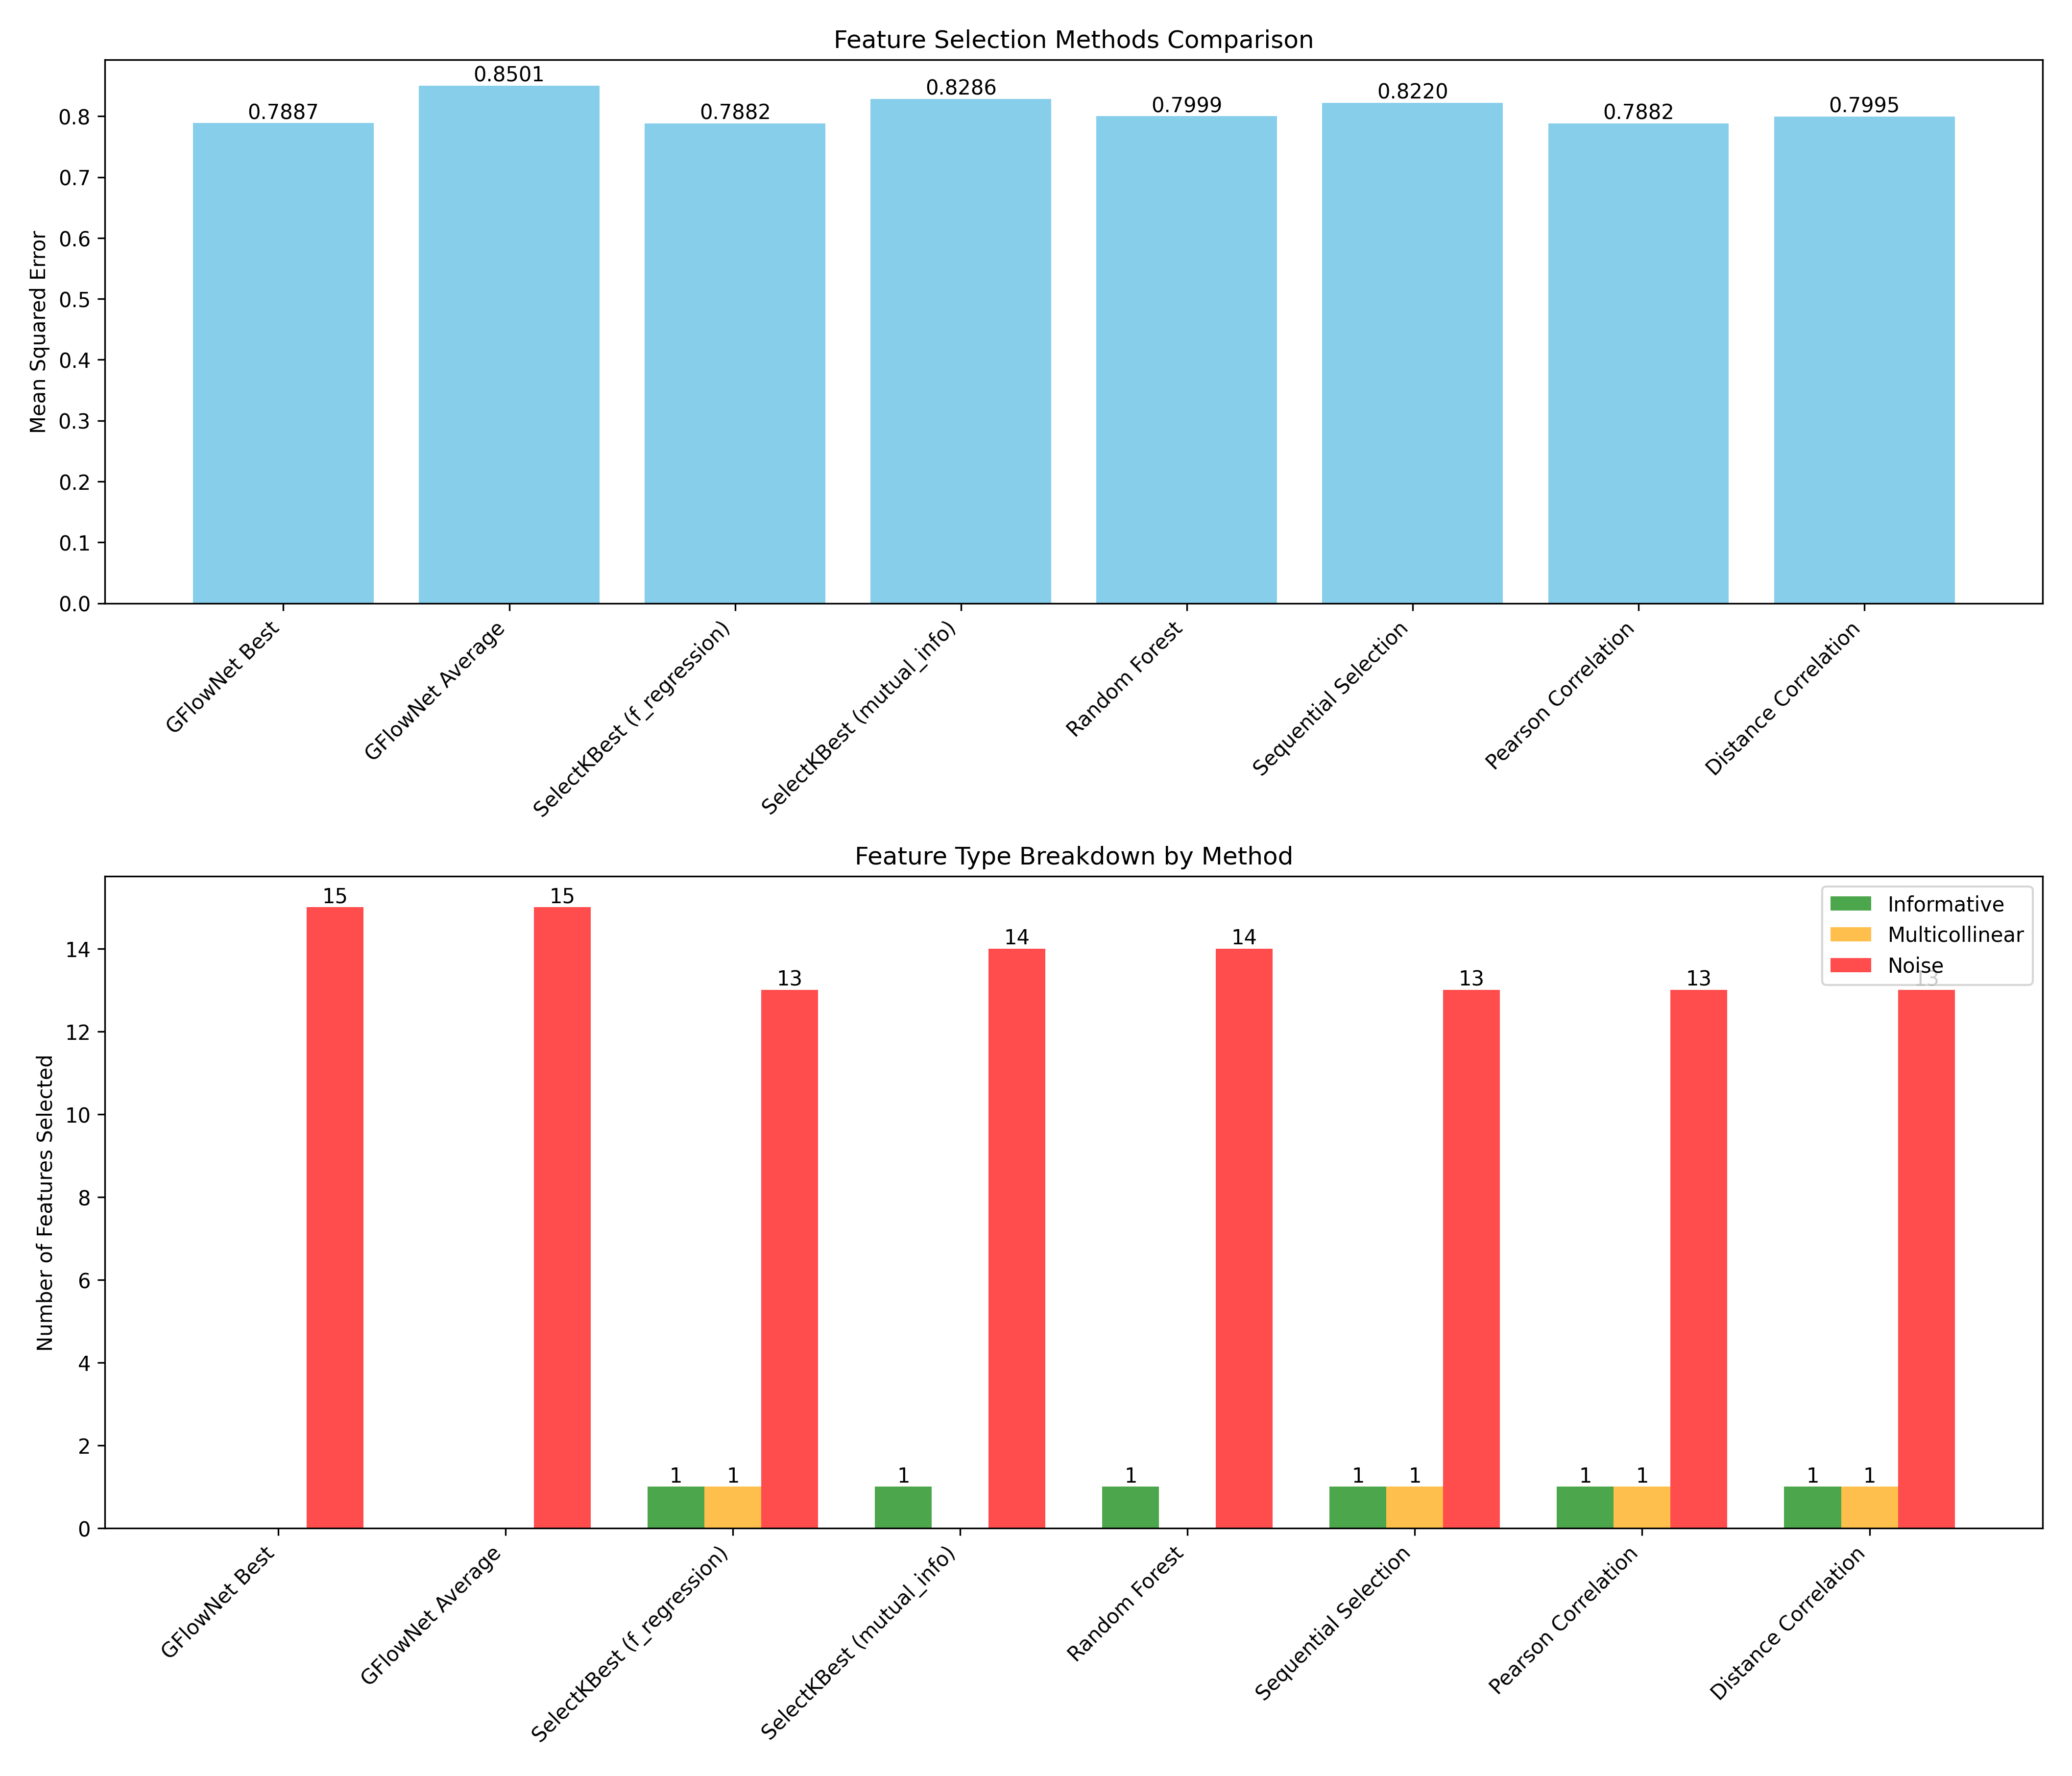 Feature Selection Methods Comparison
Mean Squared Error
0.8
0.7
0.6
0.5
0.4
0.3
0.2
0.1
0.0
0.7887
0.8501
0.7882
0.8286
0.7999
0.8220
0.7882
0.7995
GFlowNet Best
GFlowNet Average
SelectKBest (f_regression)
SelectKBest (mutual_info)
Random Forest
Sequential Selection
Pearson Correlation
Distance Correlation
Feature Type Breakdown by Method
Number of Features Selected
14
12
10
8
6
4
2
0
15
15
1
1
13
1
14
1
14
1
1
13
1
1
13
1
1
13
Informative
Multicollinear
Noise
GFlowNet Best
GFlowNet Average
SelectKBest (f_regression)
SelectKBest (mutual_info)
Random Forest
Sequential Selection
Pearson Correlation
Distance Correlation